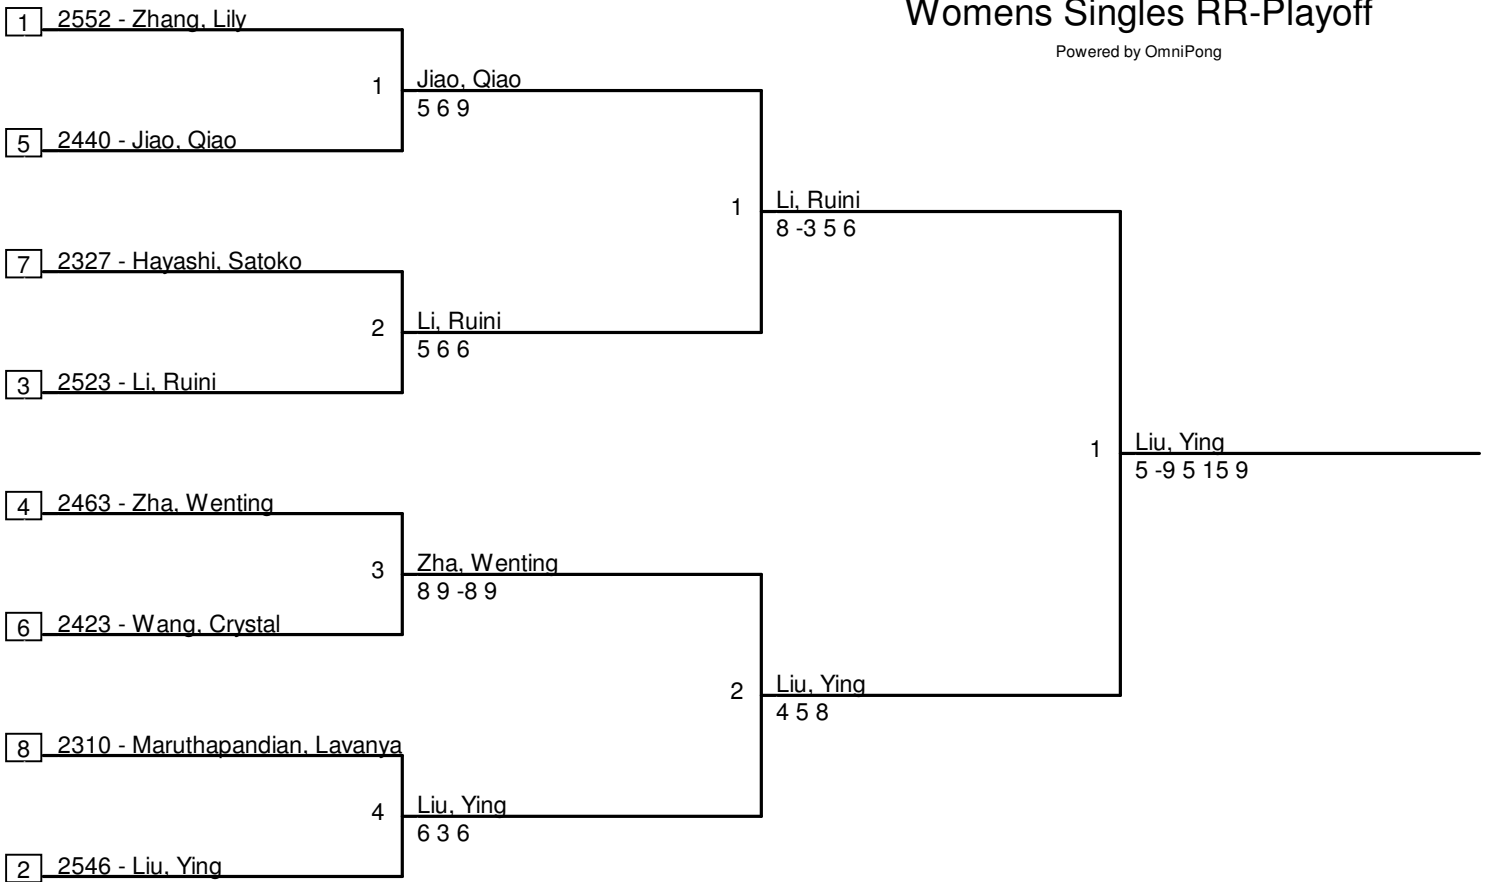 Womens Singles RR-Playoff
Powered by OmniPong
1 2552 - Zhang, Lily
1 Jiao, Qiao
5 6 9
5 2440 - Jiao, Qiao
1 Li, Ruini
8 -3 5 6
7 2327 - Hayashi, Satoko
2 Li, Ruini
5 6 6
3 2523 - Li, Ruini
1 Liu, Ying
5 -9 5 15 9
4 2463 - Zha, Wenting
3 Zha, Wenting
8 9 -8 9
6 2423 - Wang, Crystal
2 Liu, Ying
4 5 8
8 2310 - Maruthapandian, Lavanya
4 Liu, Ying
6 3 6
2 2546 - Liu, Ying